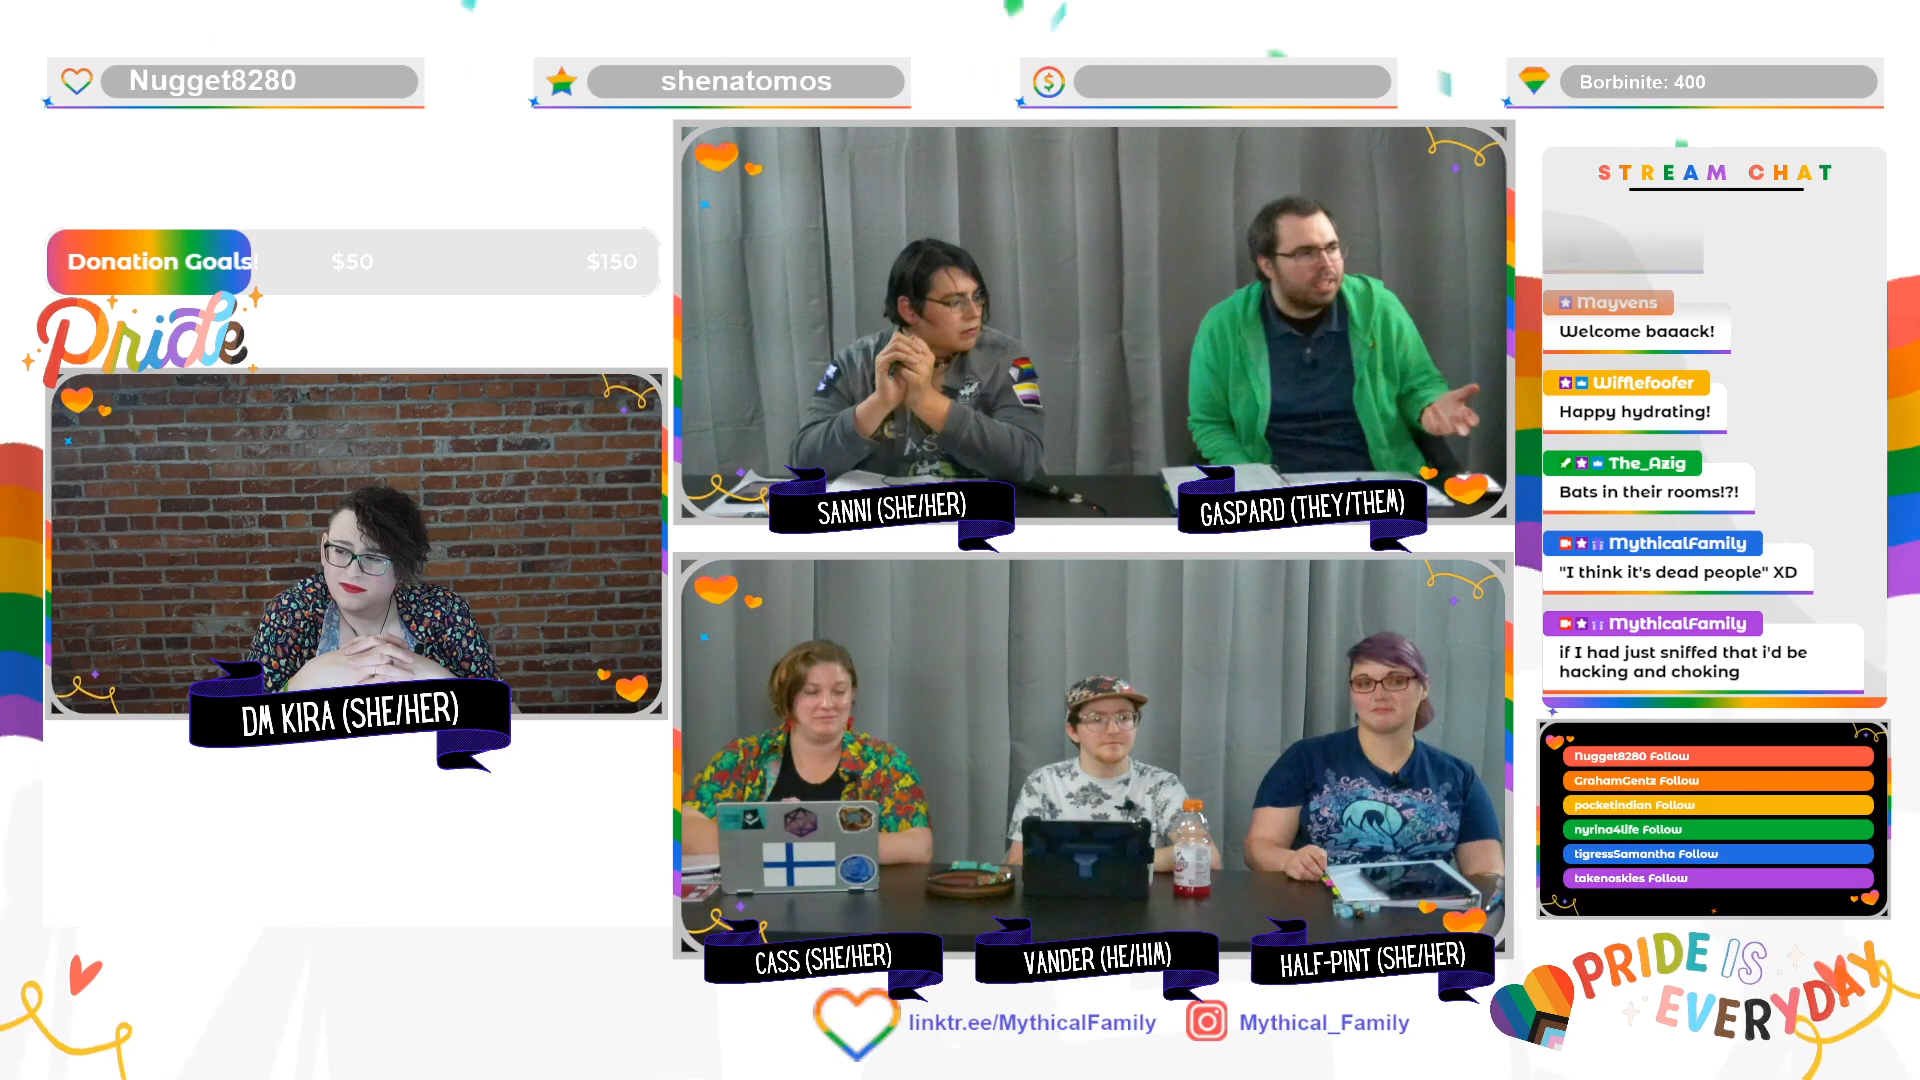 Nugget8280
shenatomos
Borbinite: 400
Donation Goals!
$50
$150
Pride
DM KIRA (SHE/HER)
SANNI (SHE/HER)
GASPARD (THEY/THEM)
CASS (SHE/HER)
VANDER (HE/HIM)
HALF-PINT (SHE/HER)
linktr.ee/MythicalFamily
Mythical_Family
STREAM CHAT
Mayvens
Welcome baaack!
Wifflefoofer
Happy hydrating!
The_Azig
Bats in their rooms!?!
MythicalFamily
"I think it's dead people" XD
MythicalFamily
if I had just sniffed that i'd be
hacking and choking
Nugget8280 Follow
GrahamGentz Follow
pocketindian Follow
nyrina4life Follow
tigressSamantha Follow
takenoskies Follow
PRIDE IS
EVERYDAY